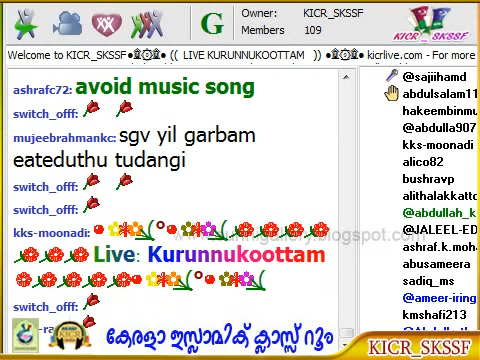 G
Owner: KICR_SKSSF
Members 109
KICR_SKSSF
Welcome to KICR_SKSSF•۩۞۩• (( LIVE KURUNNUKOOTTAM ))•۩۞۩• kicrlive.com - For more
ashrafc72: avoid music song
switch_offf:
mujeebrahmankc: sgv yil garbam
eateduthu tudangi
switch_offf:
switch_offf:
kks-moonadi:
Live: Kurunnukoottam
switch_offf:
കേരളാ ഇസ്ലാമിക് ക്ലാസ്സ് റൂം
@sajiihamd
abdulsalam11
hakeembinmu
@abdulla907
kks-moonadi
alico82
bushravp
alithalakkatto
@abdullah_k
@JALEEL-ED
ashraf.k.moha
abusameera
sadiq_ms
@ameer-iring
kmshafi213
KICR_SKSSF